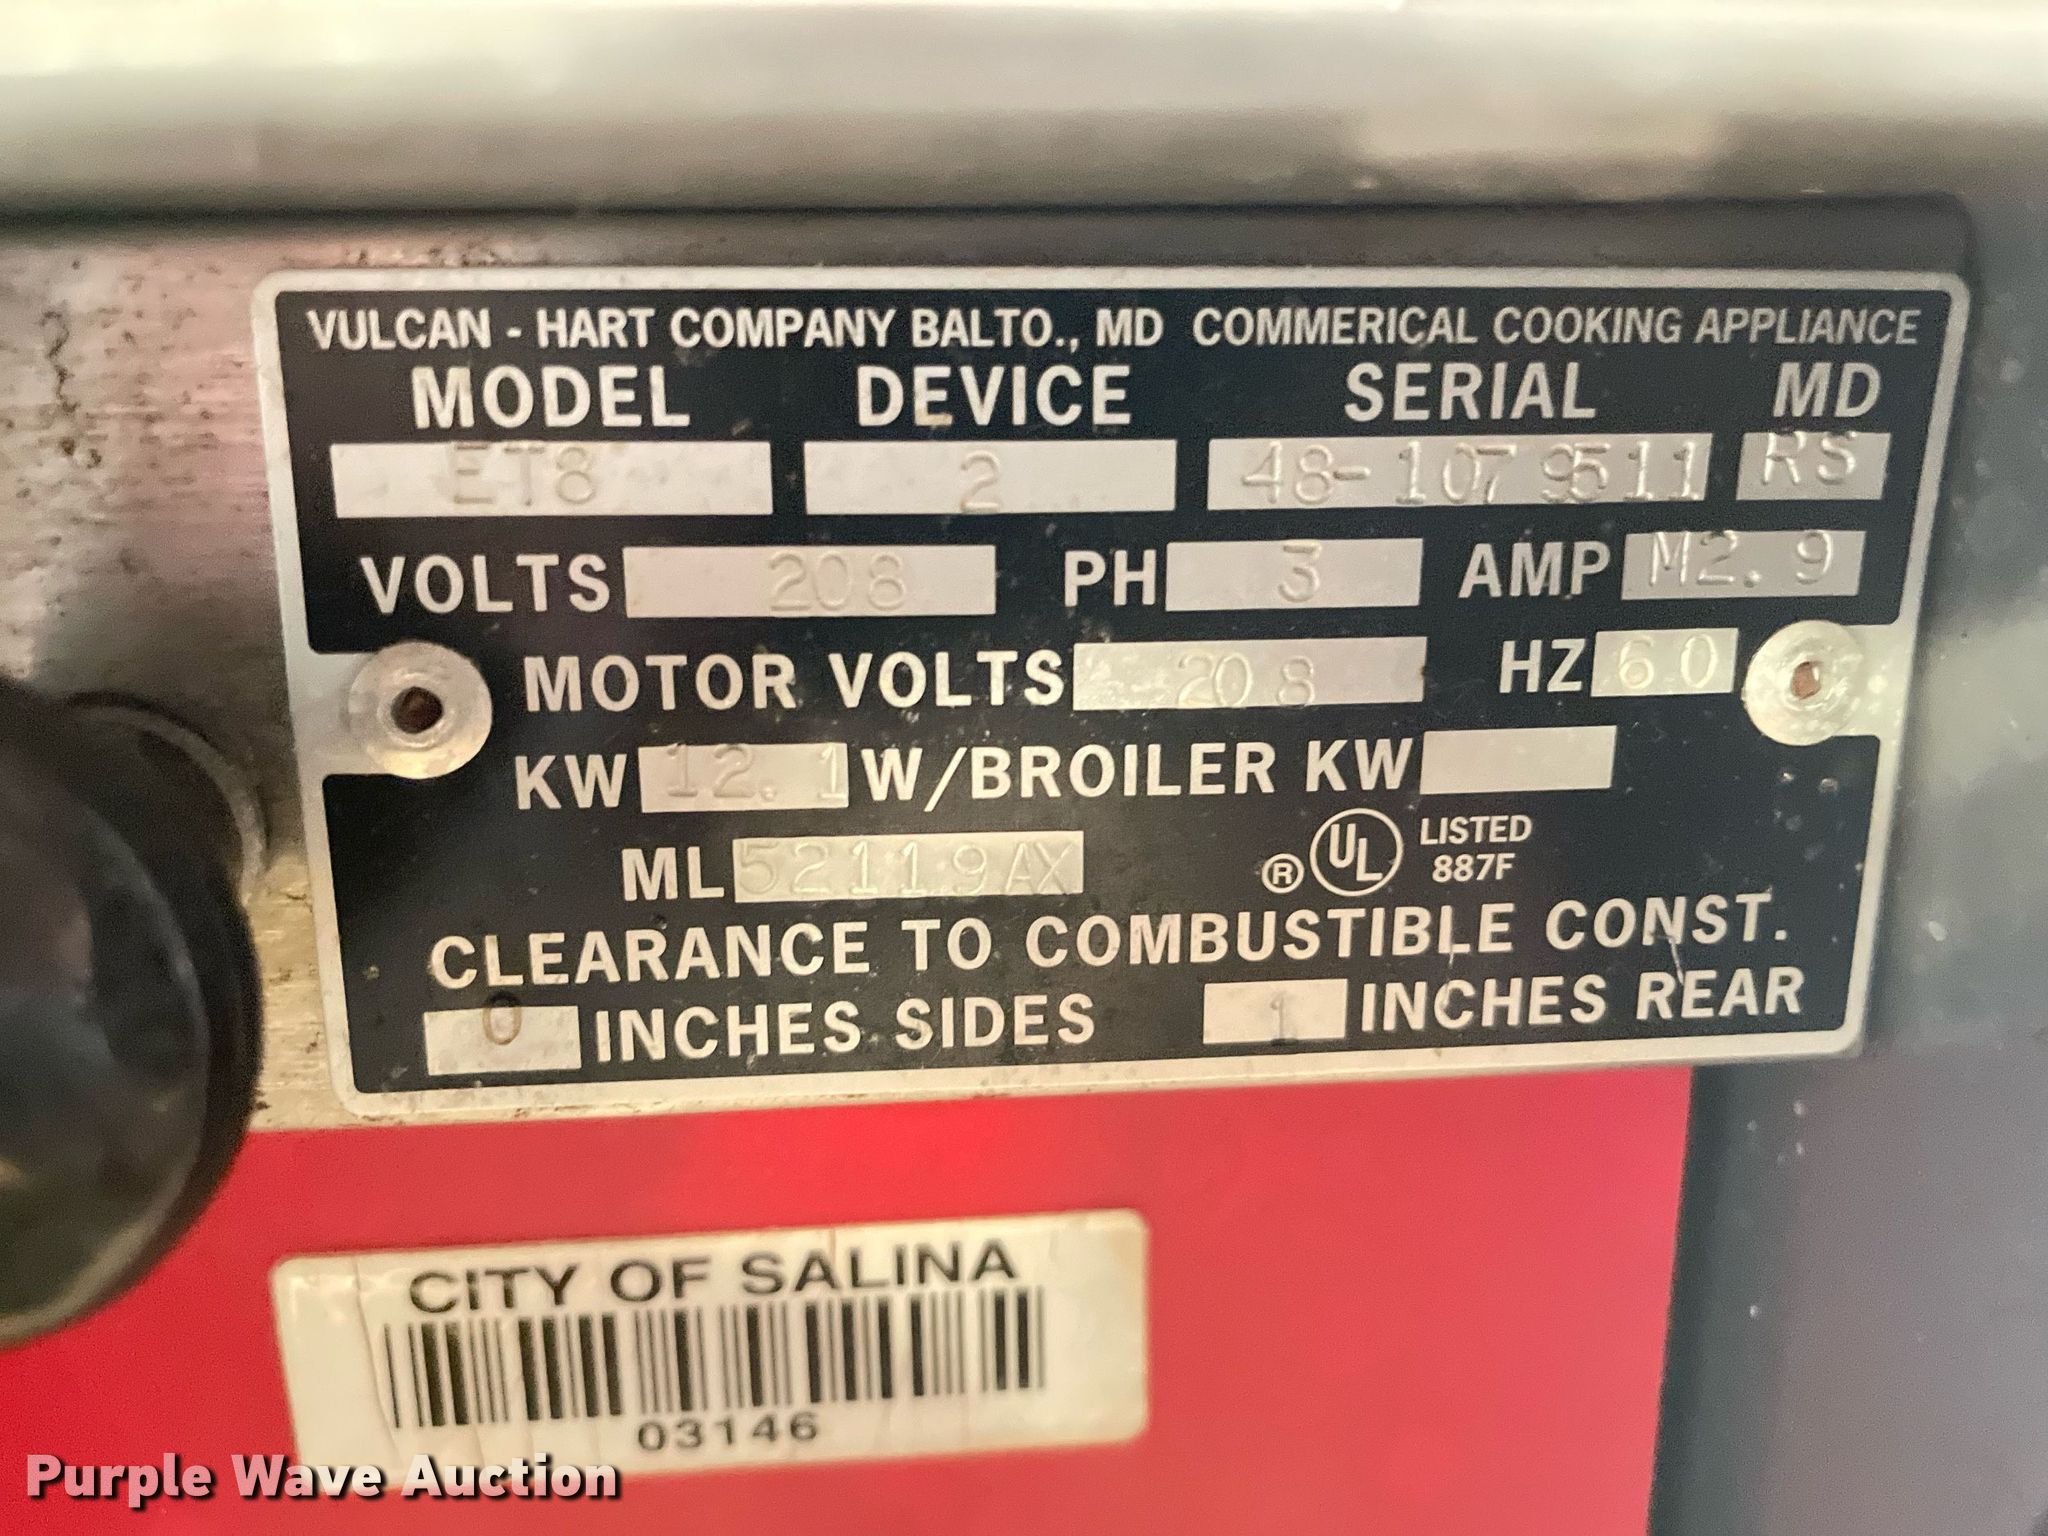 VULCAN - HART COMPANY BALTO., MD COMMERICAL COOKING APPLIANCE
MODEL DEVICE SERIAL MD
ET8 2 48-1079511 RS
VOLTS 208 PH 3 AMP M2.9
MOTOR VOLTS 208 HZ 60
KW 12.1 W/BROILER KW
ML 52119AX ® UL LISTED 887F
CLEARANCE TO COMBUSTIBLE CONST.
0 INCHES SIDES 1 INCHES REAR
CITY OF SALINA
03146
Purple Wave Auction